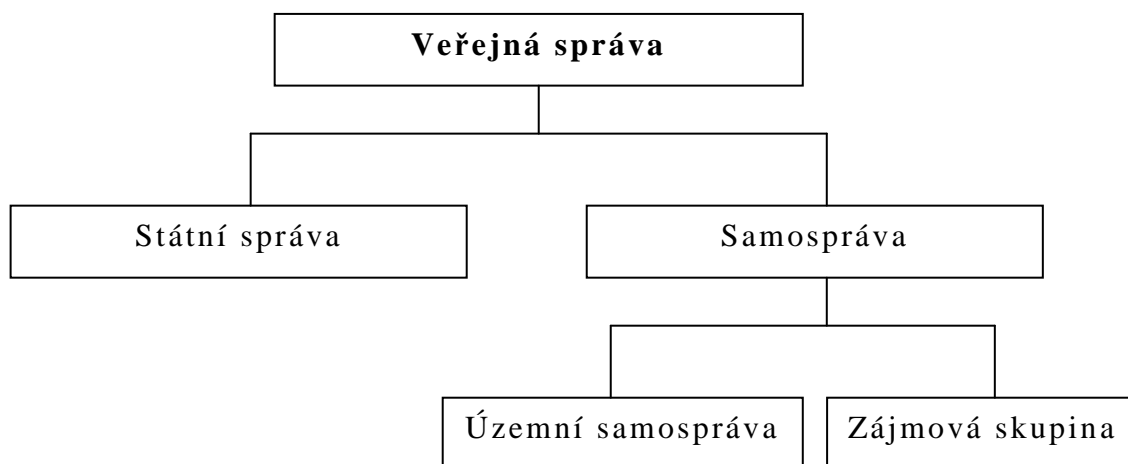 Veřejná správa
Státní správa
Samospráva
Územní samospráva
Zájmová skupina